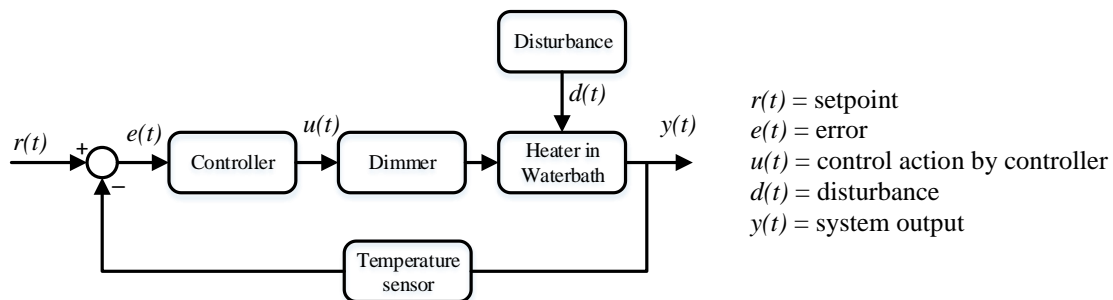 Disturbance
d(t)
r(t)
+
−
e(t)
Controller
u(t)
Dimmer
Heater in
Waterbath
y(t)
Temperature
sensor
r(t) = setpoint
e(t) = error
u(t) = control action by controller
d(t) = disturbance
y(t) = system output